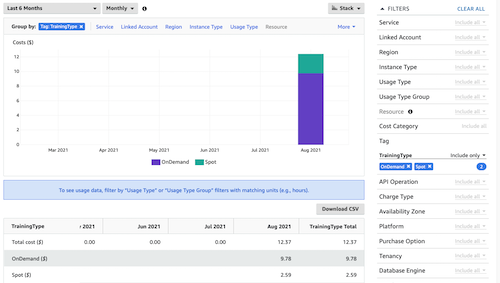 Last 6 Months
Monthly
Stack
Group by: Tag: TrainingType Service Linked Account Region Instance Type Usage Type Resource More
Costs ($)
12
10
8
6
4
2
0
Mar 2021 Apr 2021 May 2021 Jun 2021 Jul 2021 Aug 2021
OnDemand Spot
To see usage data, filter by "Usage Type" or "Usage Type Group" filters with matching units (e.g., hours).
Download CSV
TrainingType 2021 Jun 2021 Jul 2021 Aug 2021 TrainingType Total
Total cost ($) 0.00 0.00 0.00 12.37 12.37
OnDemand ($) 9.78 9.78
Spot ($) 2.59 2.59
FILTERS CLEAR ALL
Service Include all
Linked Account Include all
Region Include all
Instance Type Include all
Usage Type Include all
Usage Type Group Include all
Resource Include all
Cost Category Include all
Tag
TrainingType Include only
OnDemand Spot 2
API Operation Include all
Charge Type Include all
Availability Zone Include all
Platform Include all
Purchase Option Include all
Tenancy Include all
Database Engine Include all